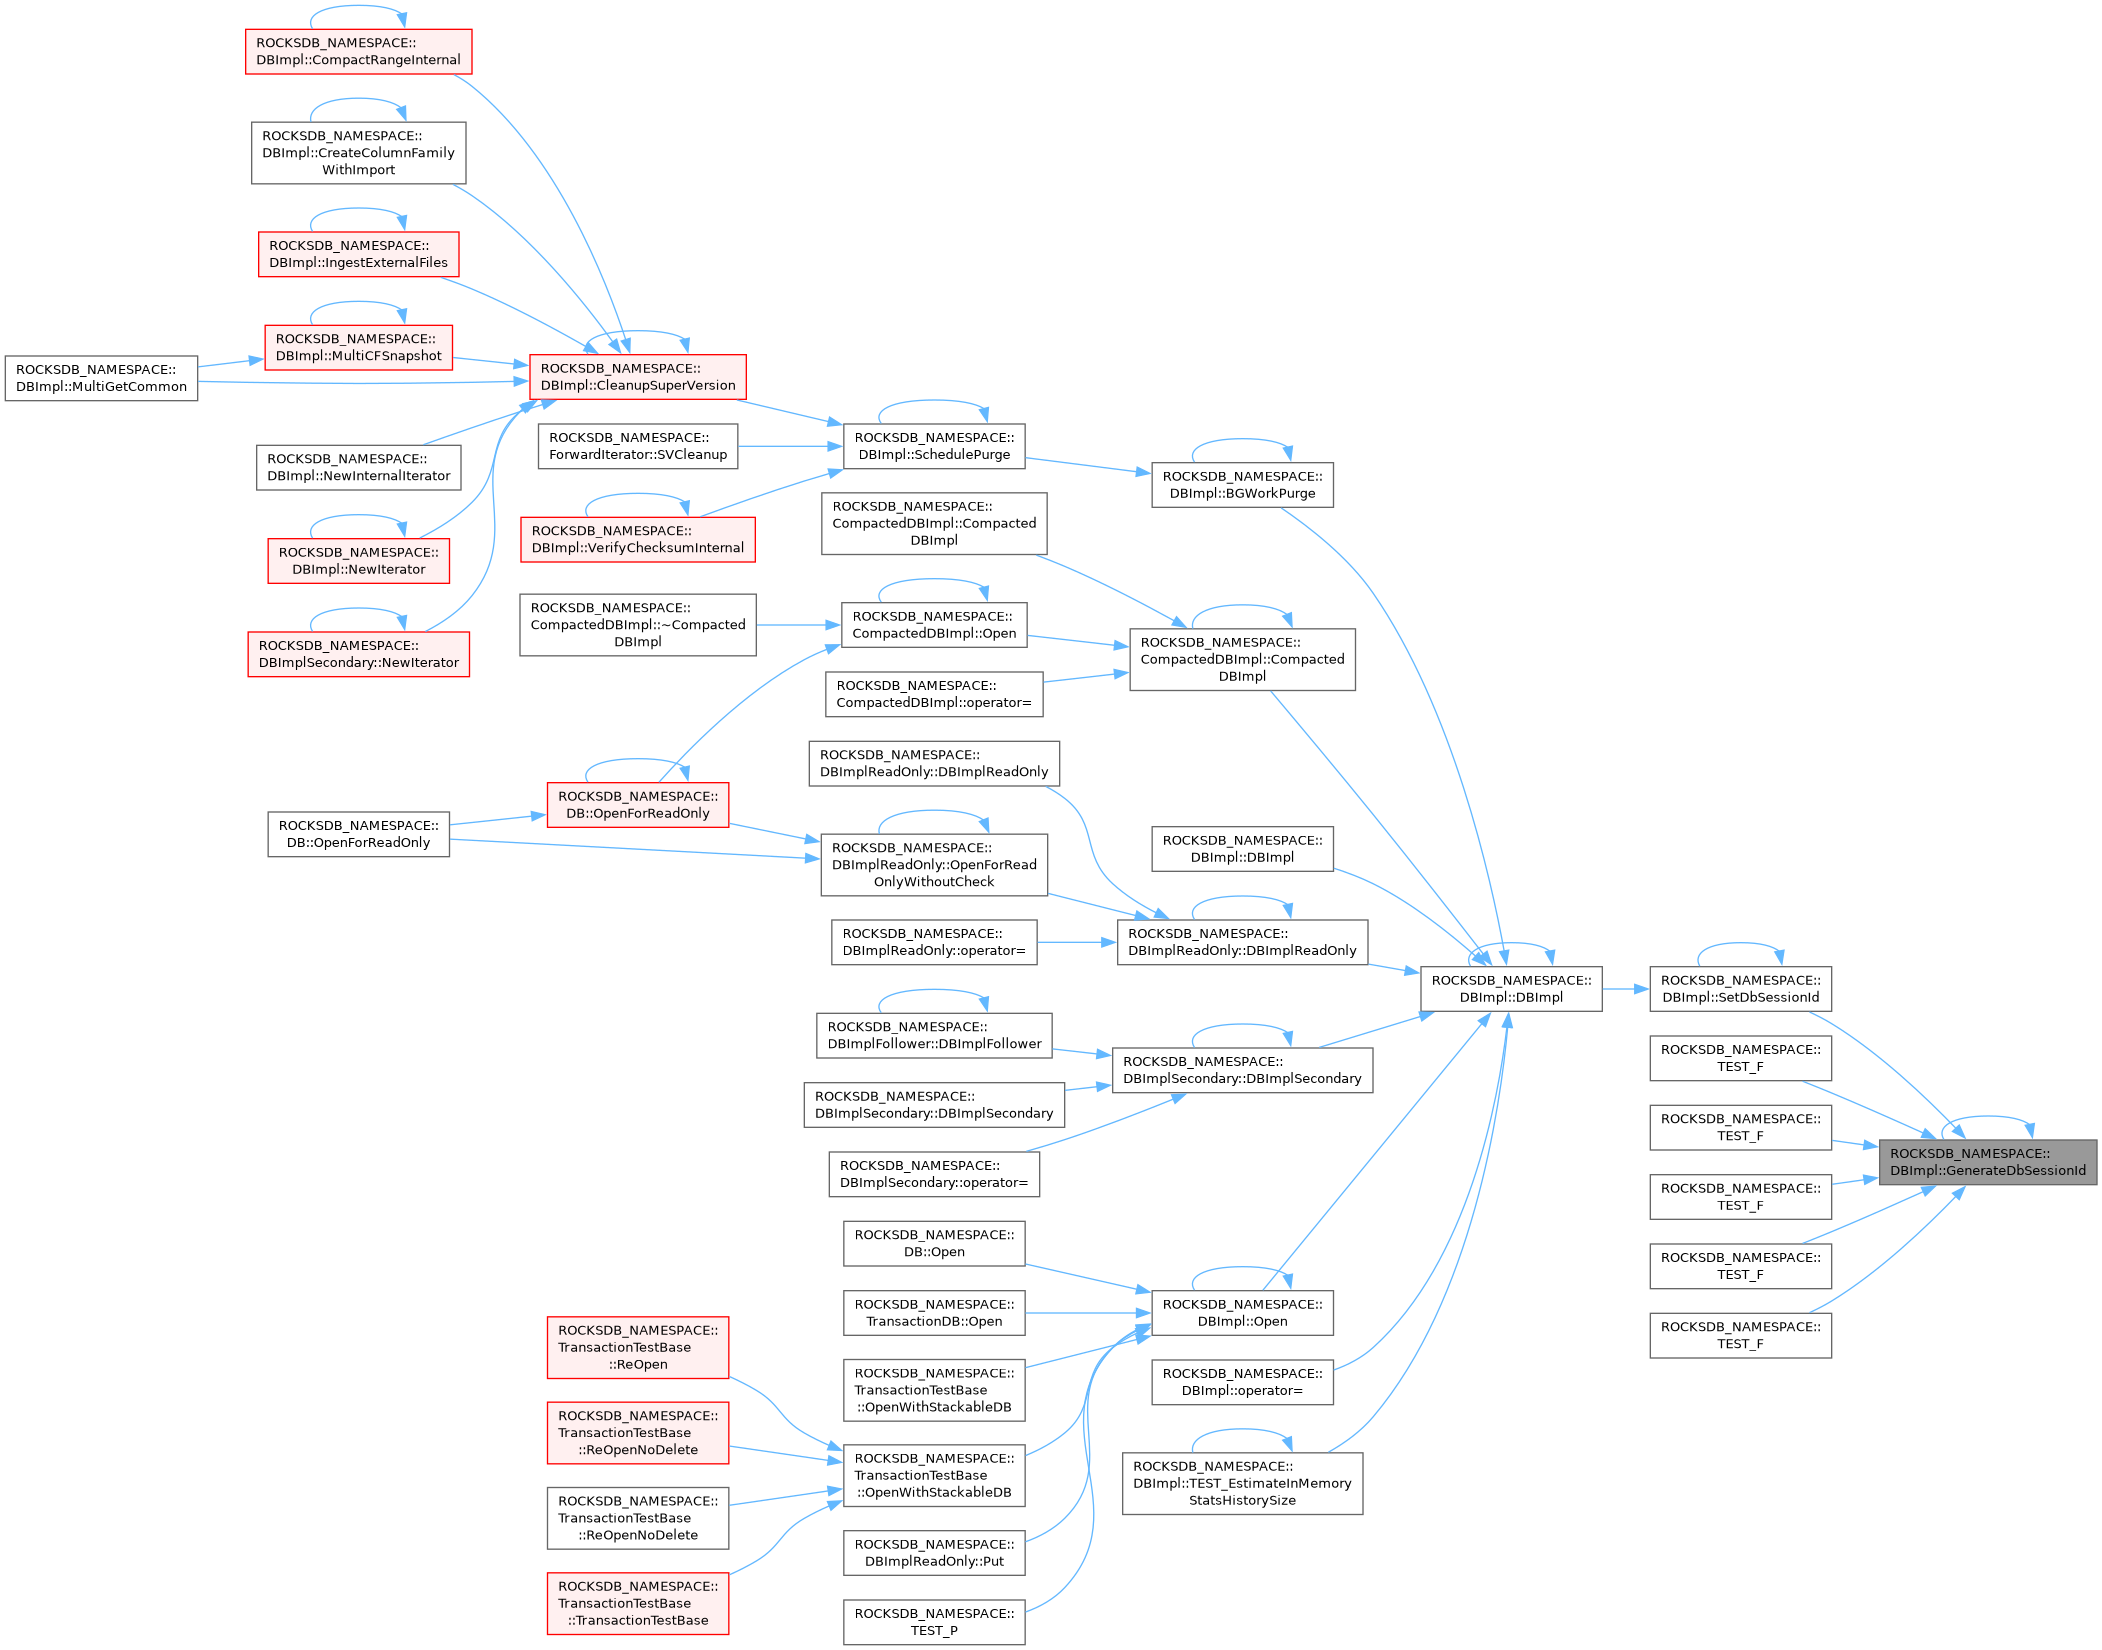 ROCKSDB_NAMESPACE::
DBImpl::CompactRangeInternal
ROCKSDB_NAMESPACE::
DBImpl::CreateColumnFamily
WithImport
ROCKSDB_NAMESPACE::
DBImpl::IngestExternalFiles
ROCKSDB_NAMESPACE::
DBImpl::MultiCFSnapshot
ROCKSDB_NAMESPACE::
DBImpl::MultiGetCommon
ROCKSDB_NAMESPACE::
DBImpl::NewInternalIterator
ROCKSDB_NAMESPACE::
DBImpl::NewIterator
ROCKSDB_NAMESPACE::
DBImplSecondary::NewIterator
ROCKSDB_NAMESPACE::
DB::OpenForReadOnly
ROCKSDB_NAMESPACE::
DBImpl::CleanupSuperVersion
ROCKSDB_NAMESPACE::
ForwardIterator::SVCleanup
ROCKSDB_NAMESPACE::
DBImpl::VerifyChecksumInternal
ROCKSDB_NAMESPACE::
CompactedDBImpl::~Compacted
DBImpl
ROCKSDB_NAMESPACE::
DB::OpenForReadOnly
ROCKSDB_NAMESPACE::
TransactionTestBase
::ReOpen
ROCKSDB_NAMESPACE::
TransactionTestBase
::ReOpenNoDelete
ROCKSDB_NAMESPACE::
TransactionTestBase
::ReOpenNoDelete
ROCKSDB_NAMESPACE::
TransactionTestBase
::TransactionTestBase
ROCKSDB_NAMESPACE::
DBImpl::SchedulePurge
ROCKSDB_NAMESPACE::
CompactedDBImpl::Compacted
DBImpl
ROCKSDB_NAMESPACE::
CompactedDBImpl::Open
ROCKSDB_NAMESPACE::
CompactedDBImpl::operator=
ROCKSDB_NAMESPACE::
DBImplReadOnly::DBImplReadOnly
ROCKSDB_NAMESPACE::
DBImplReadOnly::OpenForRead
OnlyWithoutCheck
ROCKSDB_NAMESPACE::
DBImplReadOnly::operator=
ROCKSDB_NAMESPACE::
DBImplFollower::DBImplFollower
ROCKSDB_NAMESPACE::
DBImplSecondary::DBImplSecondary
ROCKSDB_NAMESPACE::
DBImplSecondary::operator=
ROCKSDB_NAMESPACE::
DB::Open
ROCKSDB_NAMESPACE::
TransactionDB::Open
ROCKSDB_NAMESPACE::
TransactionTestBase
::OpenWithStackableDB
ROCKSDB_NAMESPACE::
TransactionTestBase
::OpenWithStackableDB
ROCKSDB_NAMESPACE::
DBImplReadOnly::Put
ROCKSDB_NAMESPACE::
TEST_P
ROCKSDB_NAMESPACE::
DBImpl::BGWorkPurge
ROCKSDB_NAMESPACE::
CompactedDBImpl::Compacted
DBImpl
ROCKSDB_NAMESPACE::
DBImpl::DBImpl
ROCKSDB_NAMESPACE::
DBImplReadOnly::DBImplReadOnly
ROCKSDB_NAMESPACE::
DBImplSecondary::DBImplSecondary
ROCKSDB_NAMESPACE::
DBImpl::Open
ROCKSDB_NAMESPACE::
DBImpl::operator=
ROCKSDB_NAMESPACE::
DBImpl::TEST_EstimateInMemory
StatsHistorySize
ROCKSDB_NAMESPACE::
DBImpl::DBImpl
ROCKSDB_NAMESPACE::
DBImpl::SetDbSessionId
ROCKSDB_NAMESPACE::
TEST_F
ROCKSDB_NAMESPACE::
TEST_F
ROCKSDB_NAMESPACE::
TEST_F
ROCKSDB_NAMESPACE::
TEST_F
ROCKSDB_NAMESPACE::
TEST_F
ROCKSDB_NAMESPACE::
DBImpl::GenerateDbSessionId